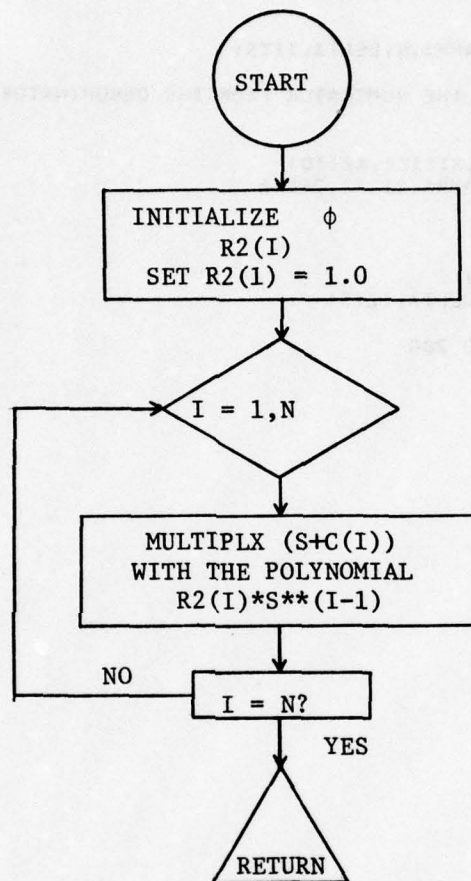 START
INITIALIZE ϕ
R2(I)
SET R2(1) = 1.0
I = 1,N
MULTIPLX (S+C(I))
WITH THE POLYNOMIAL
R2(I)*S**(I-1)
NO
I = N?
YES
RETURN